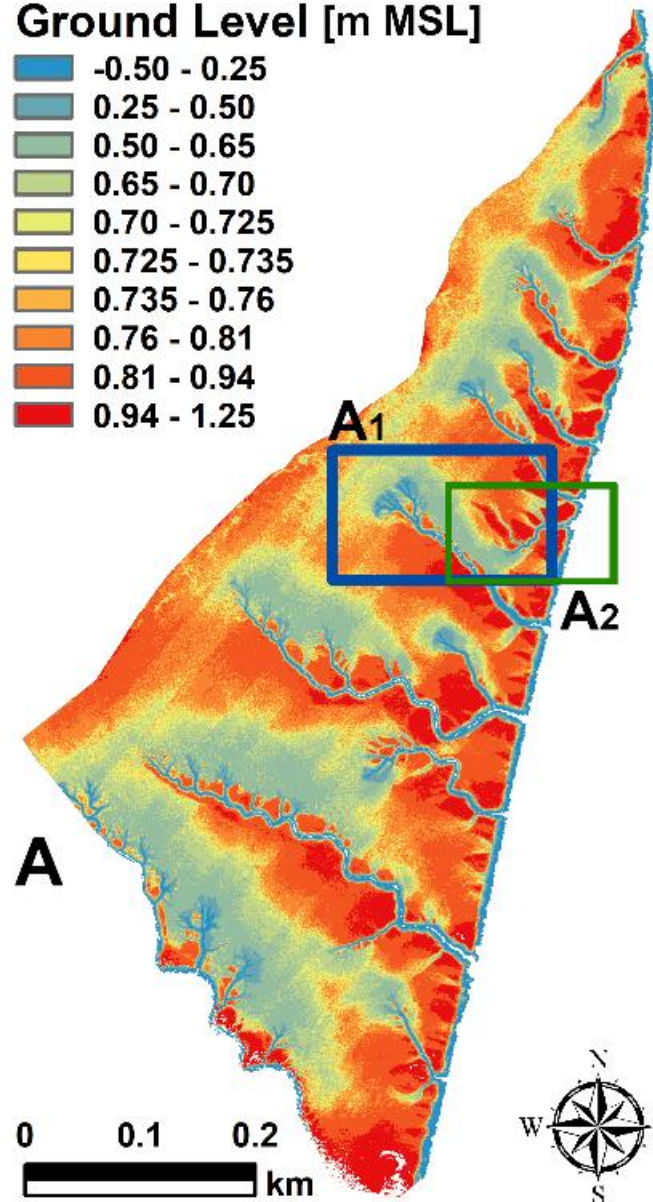 Ground Level [m MSL]
-0.50 - 0.25
0.25 - 0.50
0.50 - 0.65
0.65 - 0.70
0.70 - 0.725
0.725 - 0.735
0.735 - 0.76
0.76 - 0.81
0.81 - 0.94
0.94 - 1.25
A1
A2
A
N
W
S
0 0.1 0.2
km